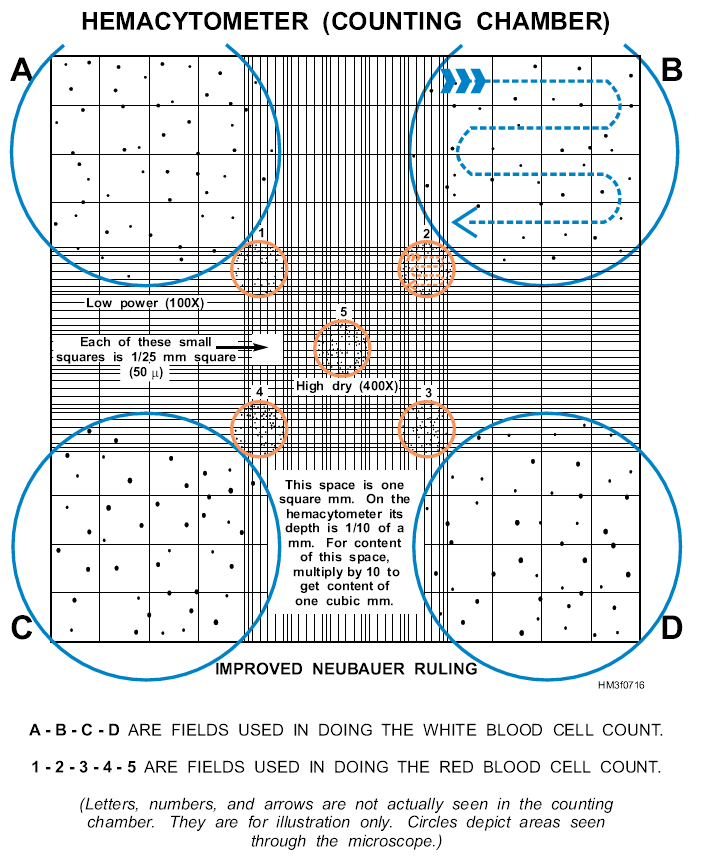 HEMACYTOMETER (COUNTING CHAMBER)
A
B
1
2
Low power (100X)
5
Each of these small
squares is 1/25 mm square
(50 µ)
High dry (400X)
4
3
This space is one
square mm. On the
hemacytometer its
depth is 1/10 of a
mm. For content
of this space,
multiply by 10 to
get content of
one cubic mm.
C
D
IMPROVED NEUBAUER RULING
HM3f0716
A - B - C - D ARE FIELDS USED IN DOING THE WHITE BLOOD CELL COUNT.
1 - 2 - 3 - 4 - 5 ARE FIELDS USED IN DOING THE RED BLOOD CELL COUNT.
(Letters, numbers, and arrows are not actually seen in the counting
chamber. They are for illustration only. Circles depict areas seen
through the microscope.)